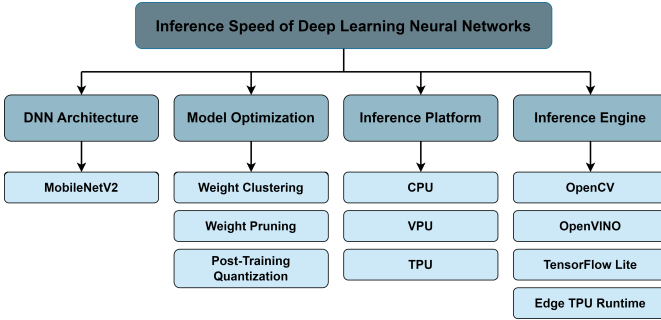 Inference Speed of Deep Learning Neural Networks
DNN Architecture
Model Optimization
Inference Platform
Inference Engine
MobileNetV2
Weight Clustering
CPU
OpenCV
Weight Pruning
VPU
OpenVINO
Post-Training
Quantization
TPU
TensorFlow Lite
Edge TPU Runtime